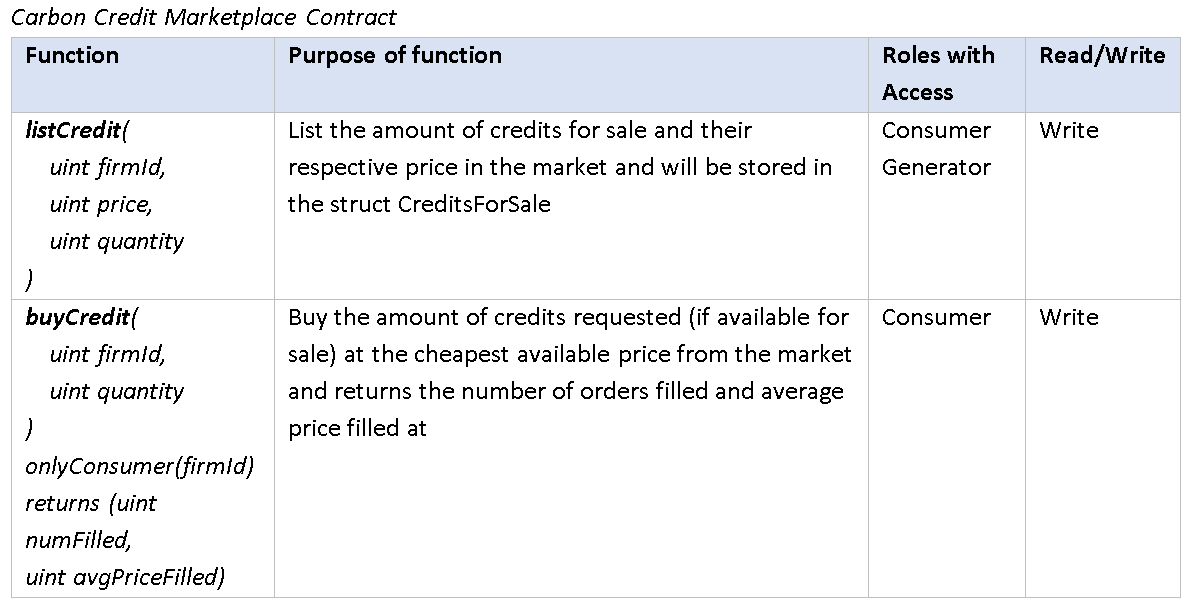 Carbon Credit Marketplace Contract
Function
Purpose of function
Roles with
Access
Read/Write
listCredit(
uint firmId,
uint price,
uint quantity
)
List the amount of credits for sale and their
respective price in the market and will be stored in
the struct CreditsForSale
Consumer
Generator
Write
buyCredit(
uint firmId,
uint quantity
)
onlyConsumer(firmId)
returns (uint
numFilled,
uint avgPriceFilled)
Buy the amount of credits requested (if available for
sale) at the cheapest available price from the market
and returns the number of orders filled and average
price filled at
Consumer
Write